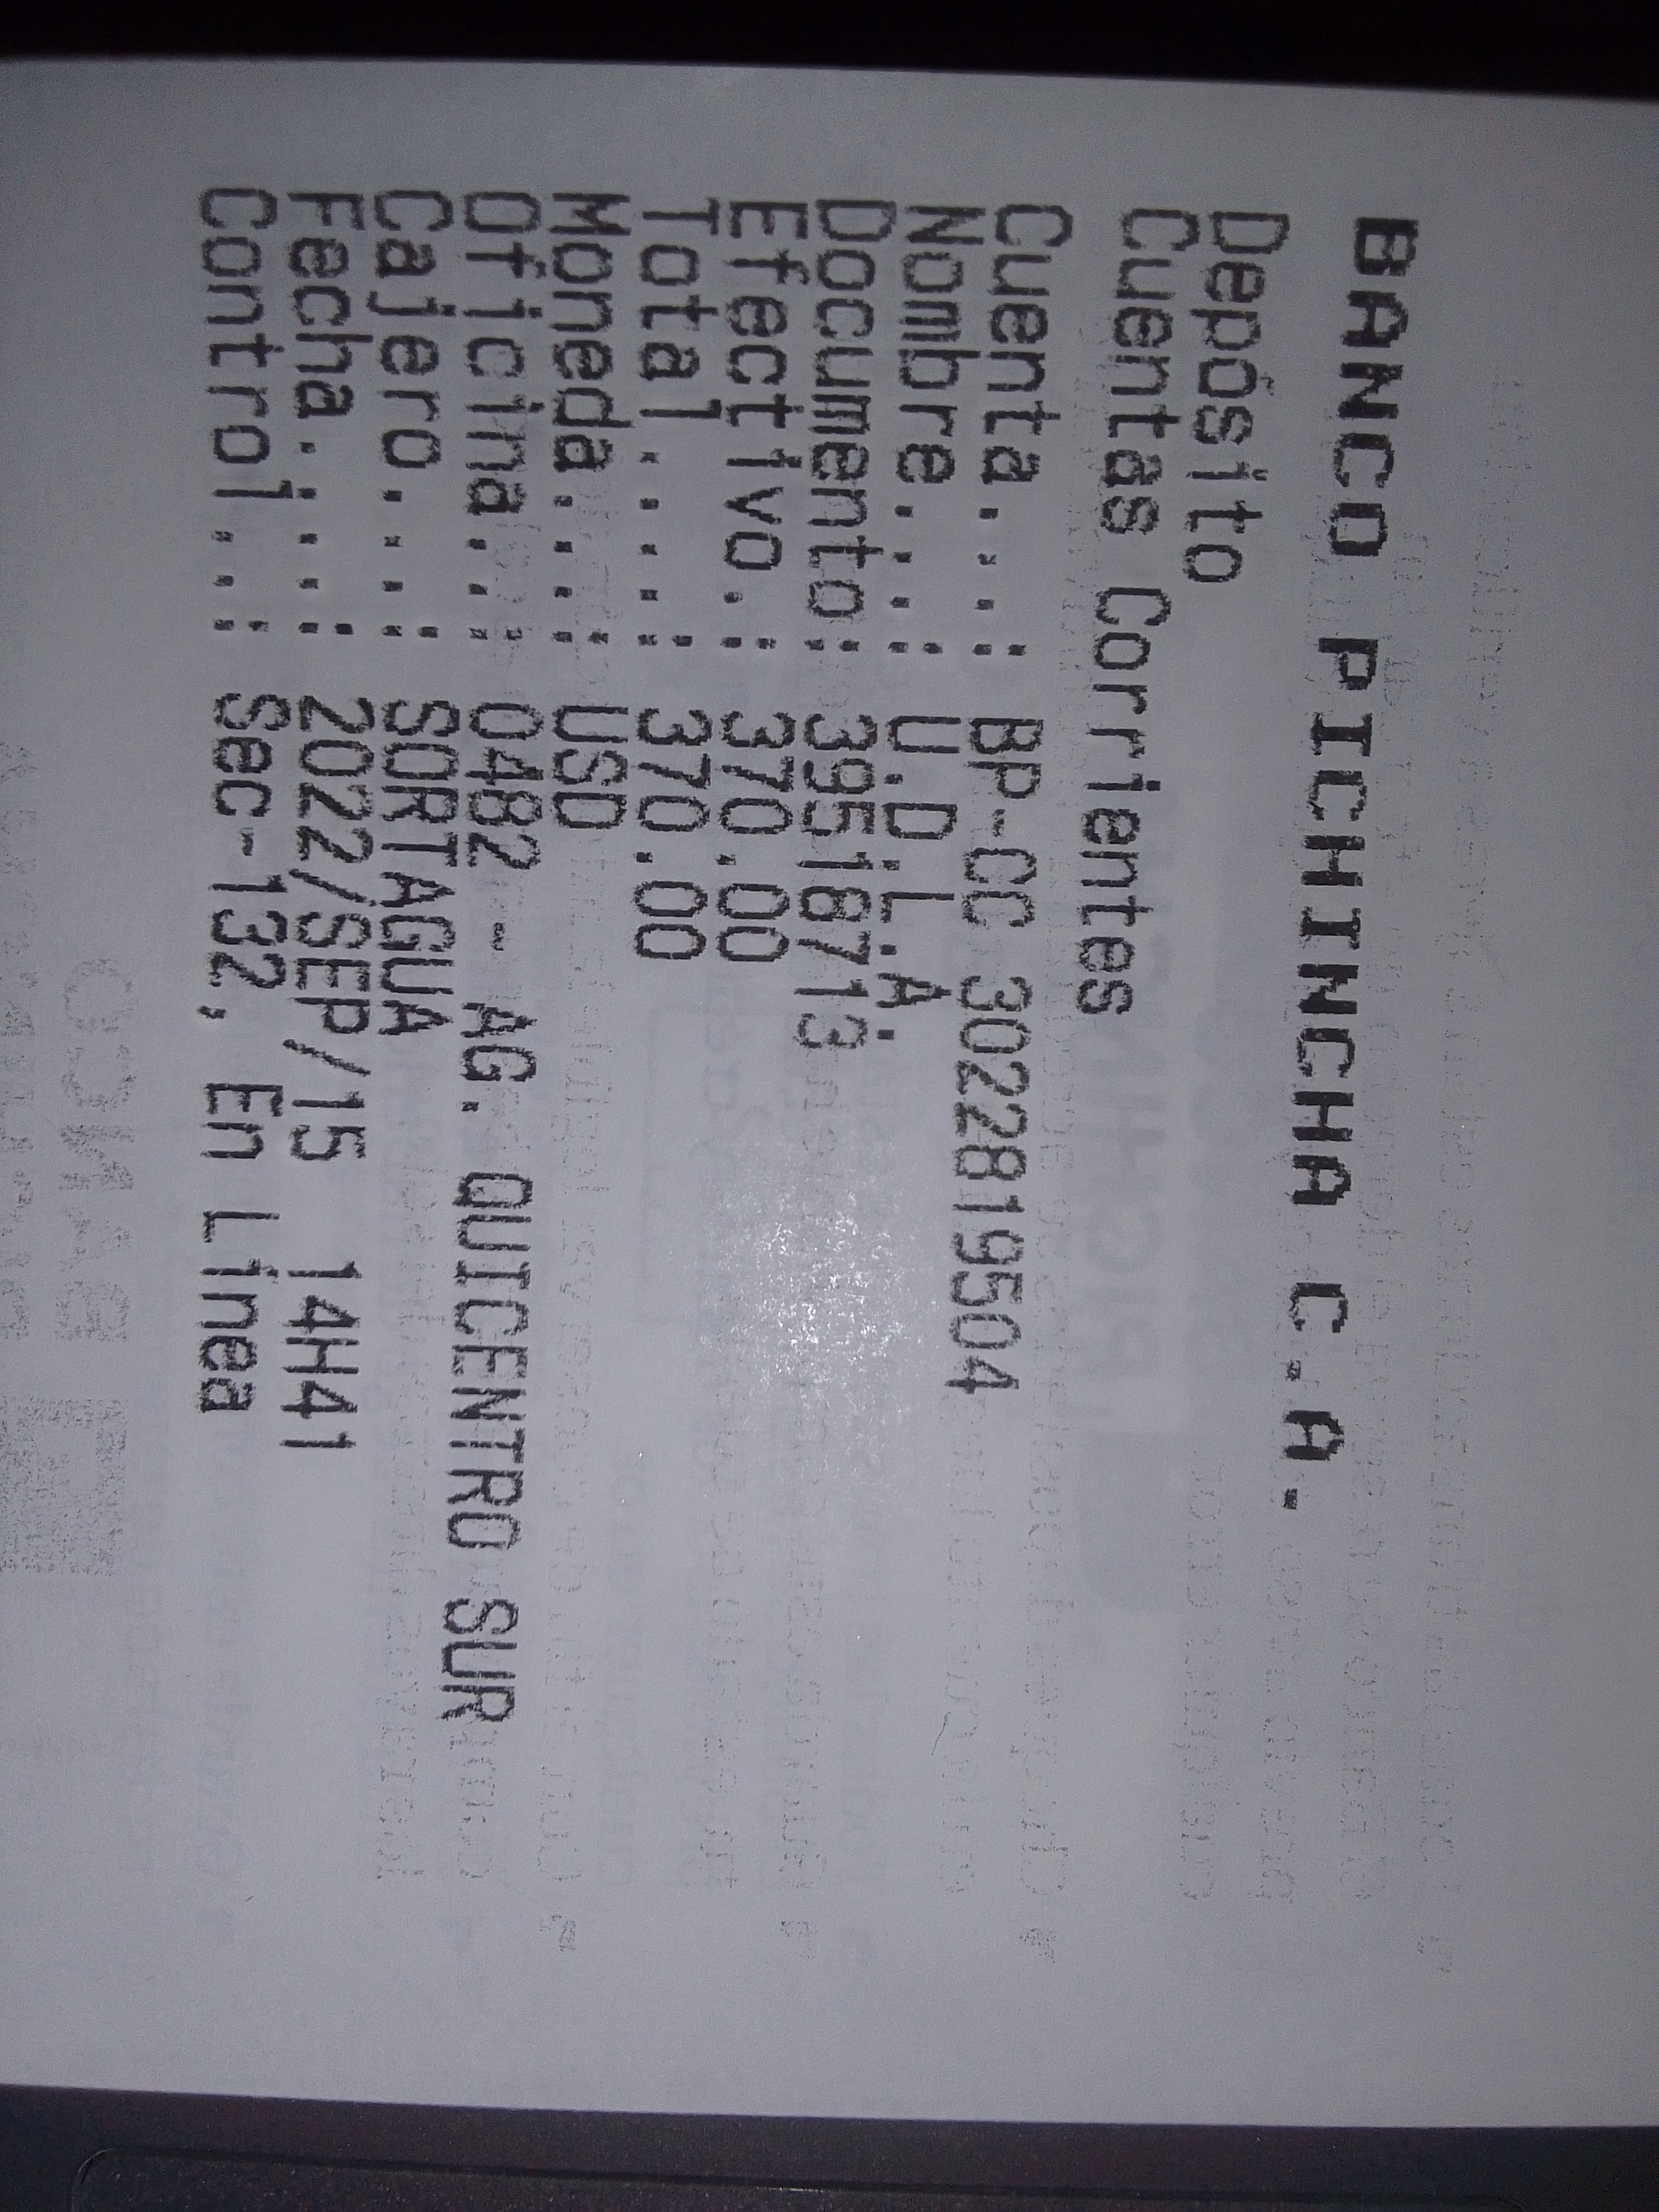 BANCO PICHINCHA C.A.
Depósito
Cuentas Corrientes
Cuenta....: BP-CC 3022819504
Nombre....: U.D.L.A.
Documento: 39518713
Efectivo.: 370.00
Total.....: 370.00
Moneda....: USD
Oficina...: 0482 - AG. QUICENTRO SUR
Cajero....: SORTAGUA
Fecha.....: 2022/SEP/15 14H41
Control...: Sec-132, En Linea